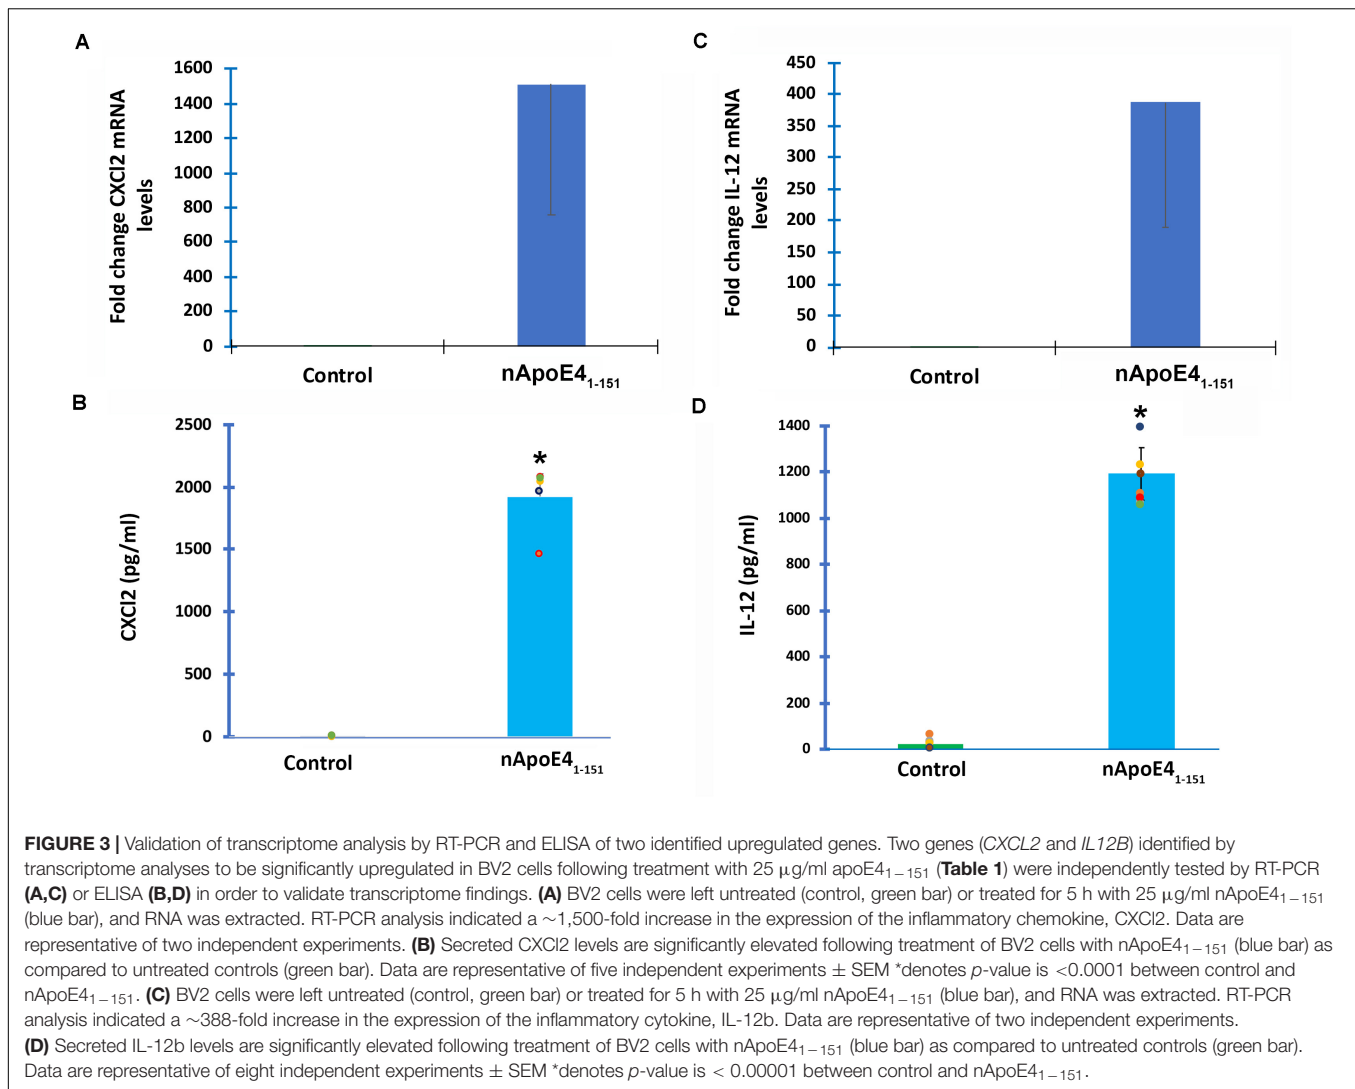 A
Fold change CXCl2 mRNA
levels
1600
1400
1200
1000
800
600
400
200
0
Control
nApoE4₁₋₁₅₁
C
Fold change IL-12 mRNA
levels
450
400
350
300
250
200
150
100
50
0
Control
nApoE4₁₋₁₅₁
B
CXCl2 (pg/ml)
2500
2000
1500
1000
500
0
*
Control
nApoE4₁₋₁₅₁
D
IL-12 (pg/ml)
1400
1200
1000
800
600
400
200
0
*
Control
nApoE4₁₋₁₅₁
FIGURE 3 | Validation of transcriptome analysis by RT-PCR and ELISA of two identified upregulated genes. Two genes (CXCL2 and IL12B) identified by
transcriptome analyses to be significantly upregulated in BV2 cells following treatment with 25 μg/ml apoE4₁₋₁₅₁ (Table 1) were independently tested by RT-PCR
(A,C) or ELISA (B,D) in order to validate transcriptome findings. (A) BV2 cells were left untreated (control, green bar) or treated for 5 h with 25 μg/ml nApoE4₁₋₁₅₁
(blue bar), and RNA was extracted. RT-PCR analysis indicated a ∼1,500-fold increase in the expression of the inflammatory chemokine, CXCl2. Data are
representative of two independent experiments. (B) Secreted CXCl2 levels are significantly elevated following treatment of BV2 cells with nApoE4₁₋₁₅₁ (blue bar) as
compared to untreated controls (green bar). Data are representative of five independent experiments ± SEM *denotes p-value is <0.0001 between control and
nApoE4₁₋₁₅₁. (C) BV2 cells were left untreated (control, green bar) or treated for 5 h with 25 μg/ml nApoE4₁₋₁₅₁ (blue bar), and RNA was extracted. RT-PCR
analysis indicated a ∼388-fold increase in the expression of the inflammatory cytokine, IL-12b. Data are representative of two independent experiments.
(D) Secreted IL-12b levels are significantly elevated following treatment of BV2 cells with nApoE4₁₋₁₅₁ (blue bar) as compared to untreated controls (green bar).
Data are representative of eight independent experiments ± SEM *denotes p-value is < 0.00001 between control and nApoE4₁₋₁₅₁.